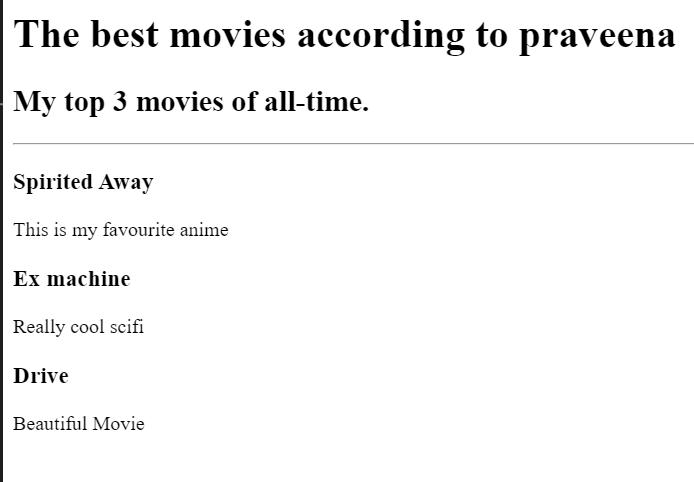 The best movies according to praveena
My top 3 movies of all-time.
Spirited Away
This is my favourite anime
Ex machine
Really cool scifi
Drive
Beautiful Movie